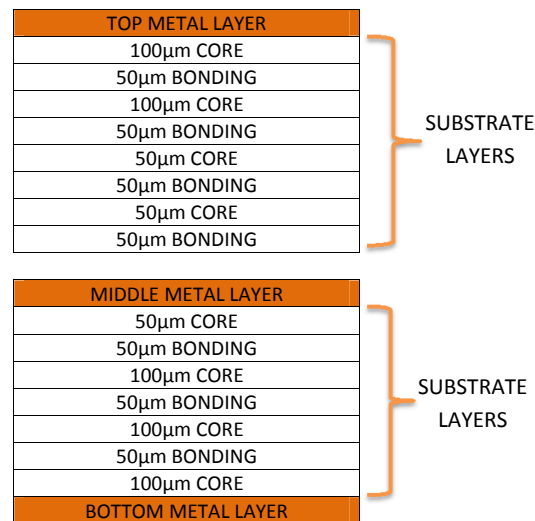 TOP METAL LAYER
100µm CORE
50µm BONDING
100µm CORE
50µm BONDING
50µm CORE
50µm BONDING
50µm CORE
50µm BONDING
SUBSTRATE
LAYERS
MIDDLE METAL LAYER
50µm CORE
50µm BONDING
100µm CORE
50µm BONDING
100µm CORE
50µm BONDING
100µm CORE
BOTTOM METAL LAYER
SUBSTRATE
LAYERS